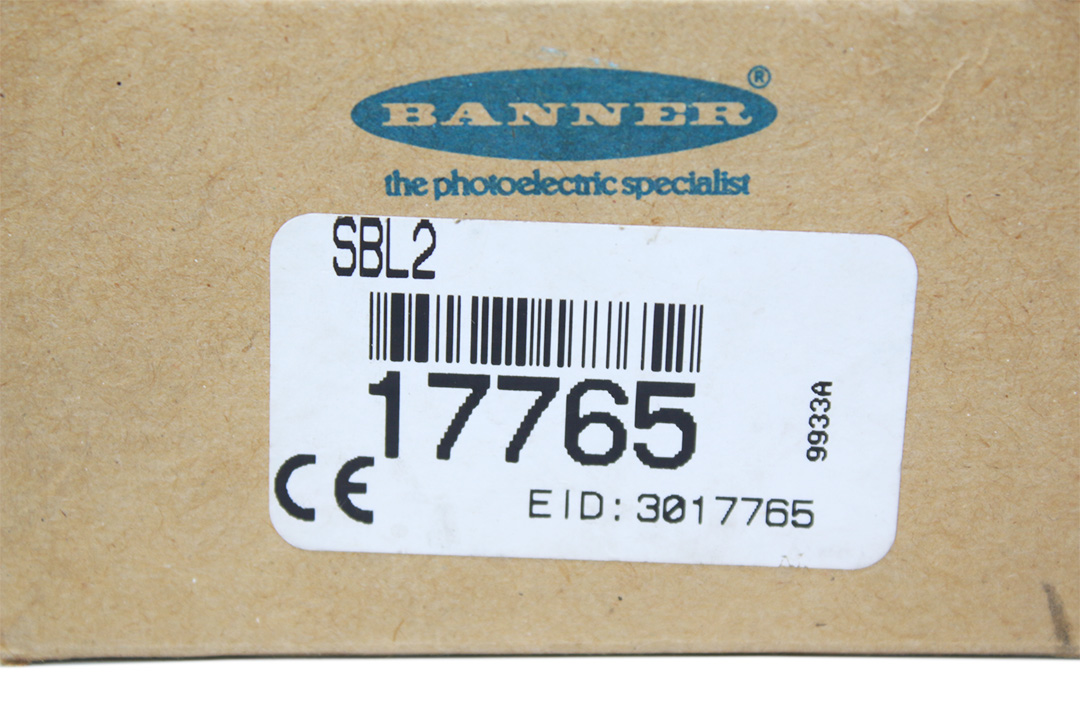 BANNER®
the photoelectric specialist
SBL2
17765
9933A
CE
EID: 3017765